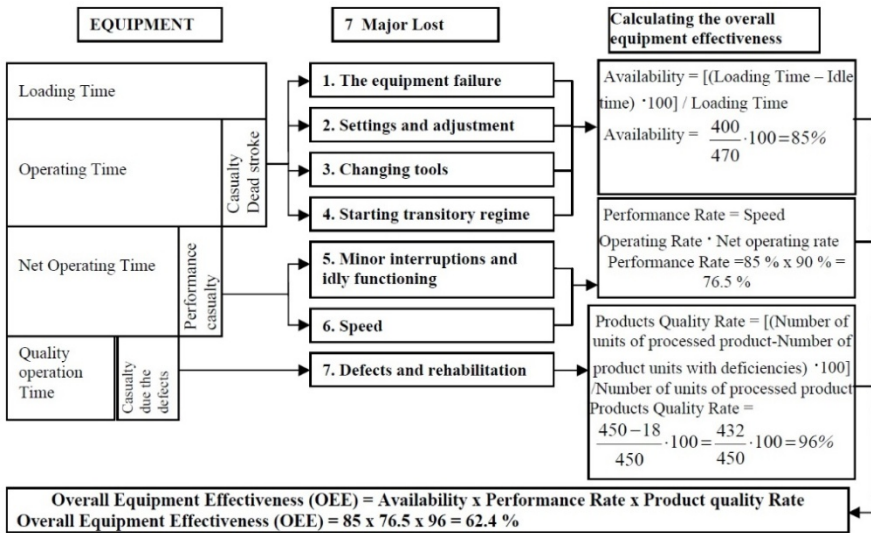 EQUIPMENT
7 Major Lost
Calculating the overall
equipment effectiveness
Loading Time
Operating Time
Casualty
Dead stroke
Net Operating Time
Performance
casualty
Quality
operation
Time
Casualty
due the
defects
1. The equipment failure
2. Settings and adjustment
3. Changing tools
4. Starting transitory regime
5. Minor interruptions and
idly functioning
6. Speed
7. Defects and rehabilitation
Availability = [(Loading Time – Idle
time) ·100] / Loading Time
Availability = 400/470 ·100=85%
Performance Rate = Speed
Operating Rate · Net operating rate
Performance Rate =85 % x 90 % =
76.5 %
Products Quality Rate = [(Number of
units of processed product-Number of
product units with deficiencies) ·100]
/Number of units of processed product
Products Quality Rate =
450−18/450 ·100= 432/450 ·100=96%
Overall Equipment Effectiveness (OEE) = Availability x Performance Rate x Product quality Rate
Overall Equipment Effectiveness (OEE) = 85 x 76.5 x 96 = 62.4 %